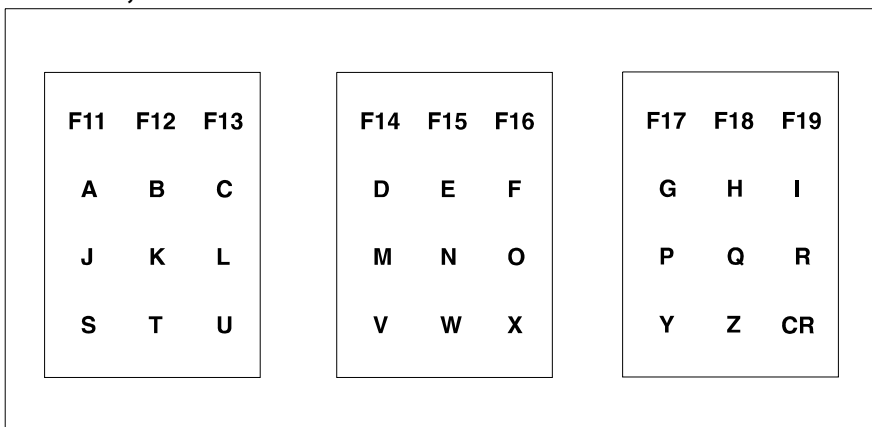 F11 F12 F13 F14 F15 F16 F17 F18 F19
A B C D E F G H I
J K L M N O P Q R
S T U V W X Y Z CR